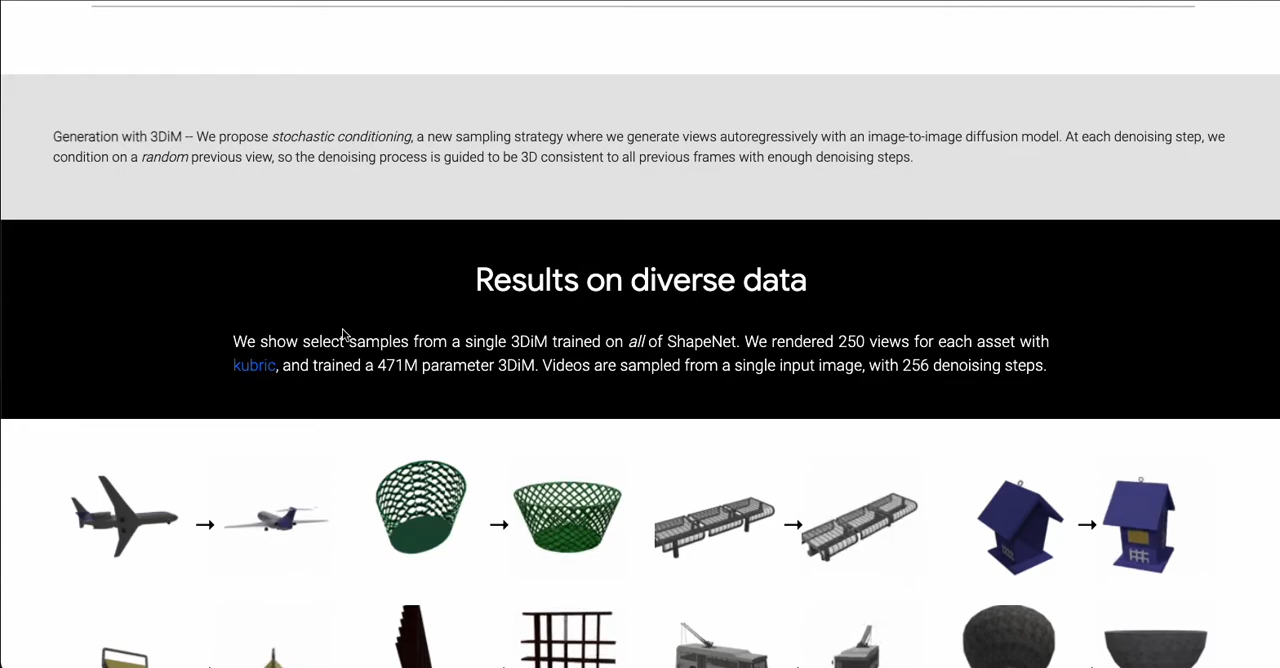 Generation with 3DiM -- We propose stochastic conditioning, a new sampling strategy where we generate views autoregressively with an image-to-image diffusion model. At each denoising step, we
condition on a random previous view, so the denoising process is guided to be 3D consistent to all previous frames with enough denoising steps.
Results on diverse data
We show select samples from a single 3DiM trained on all of ShapeNet. We rendered 250 views for each asset with
kubric, and trained a 471M parameter 3DiM. Videos are sampled from a single input image, with 256 denoising steps.